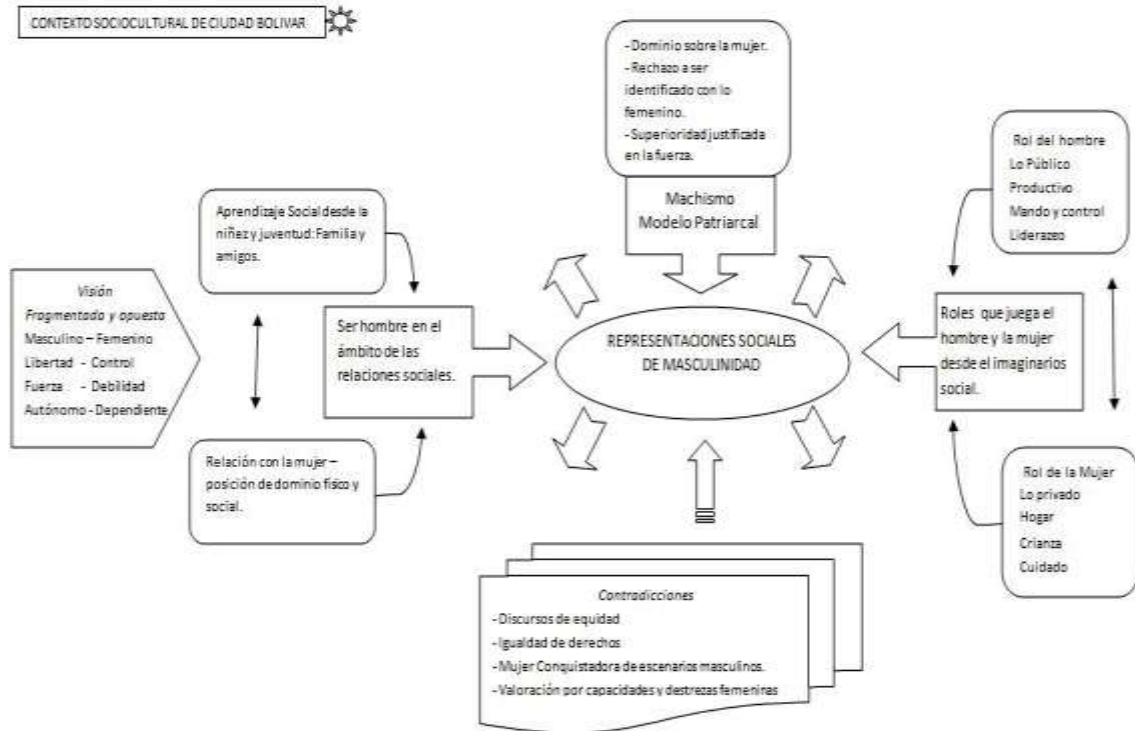 CONTEXTO SOCIOCULTURAL DE CIUDAD BOLIVAR
- Dominio sobre la mujer.
- Rechazo a ser
identificado con lo
femenino.
- Superioridad justificada
en la fuerza.
Machismo
Modelo Patriarcal
Rol del hombre
Lo Público
Productivo
Mando y control
Liderazgo
Aprendizaje Social desde la
niñez y juventud: Familia y
amigos.
Visión
Fragmentada y opuesta
Masculino – Femenino
Libertad - Control
Fuerza - Debilidad
Autónomo - Dependiente
Ser hombre en el
ámbito de las
relaciones sociales.
REPRESENTACIONES SOCIALES
DE MASCULINIDAD
Roles que juega el
hombre y la mujer
desde el imaginarios
social.
Relación con la mujer –
posición de dominio físico y
social.
Rol de la Mujer
Lo privado
Hogar
Crianza
Cuidado
Contradicciones
- Discursos de equidad
- Igualdad de derechos
- Mujer Conquistadora de escenarios masculinos.
- Valoración por capacidades y destrezas femeninas